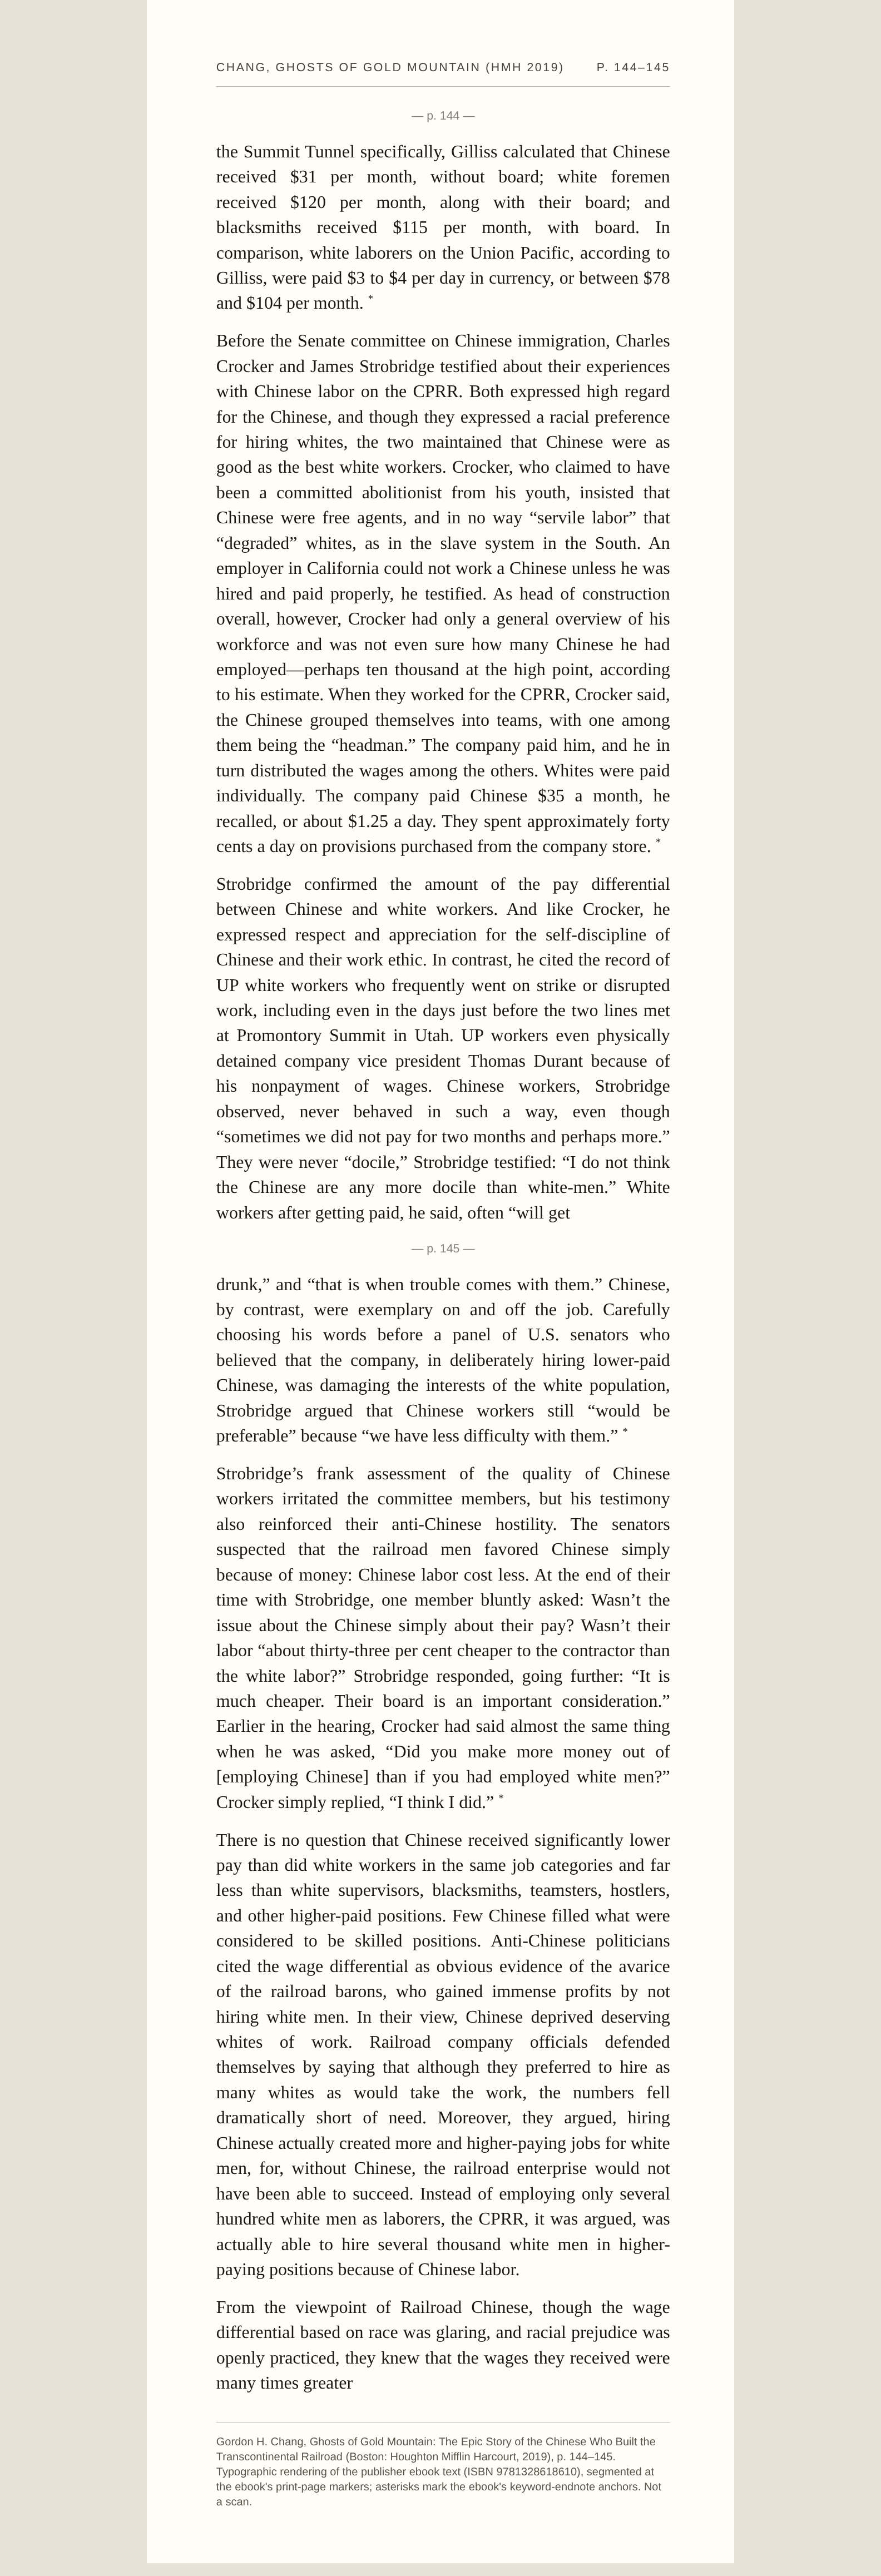 CHANG, GHOSTS OF GOLD MOUNTAIN (HMH 2019) P. 144–145
— p. 144 —
the Summit Tunnel specifically, Gilliss calculated that Chinese
received $31 per month, without board; white foremen
received $120 per month, along with their board; and
blacksmiths received $115 per month, with board. In
comparison, white laborers on the Union Pacific, according to
Gilliss, were paid $3 to $4 per day in currency, or between $78
and $104 per month. *
Before the Senate committee on Chinese immigration, Charles
Crocker and James Strobridge testified about their experiences
with Chinese labor on the CPRR. Both expressed high regard
for the Chinese, and though they expressed a racial preference
for hiring whites, the two maintained that Chinese were as
good as the best white workers. Crocker, who claimed to have
been a committed abolitionist from his youth, insisted that
Chinese were free agents, and in no way “servile labor” that
“degraded” whites, as in the slave system in the South. An
employer in California could not work a Chinese unless he was
hired and paid properly, he testified. As head of construction
overall, however, Crocker had only a general overview of his
workforce and was not even sure how many Chinese he had
employed—perhaps ten thousand at the high point, according
to his estimate. When they worked for the CPRR, Crocker said,
the Chinese grouped themselves into teams, with one among
them being the “headman.” The company paid him, and he in
turn distributed the wages among the others. Whites were paid
individually. The company paid Chinese $35 a month, he
recalled, or about $1.25 a day. They spent approximately forty
cents a day on provisions purchased from the company store. *
Strobridge confirmed the amount of the pay differential
between Chinese and white workers. And like Crocker, he
expressed respect and appreciation for the self-discipline of
Chinese and their work ethic. In contrast, he cited the record of
UP white workers who frequently went on strike or disrupted
work, including even in the days just before the two lines met
at Promontory Summit in Utah. UP workers even physically
detained company vice president Thomas Durant because of
his nonpayment of wages. Chinese workers, Strobridge
observed, never behaved in such a way, even though
“sometimes we did not pay for two months and perhaps more.”
They were never “docile,” Strobridge testified: “I do not think
the Chinese are any more docile than white-men.” White
workers after getting paid, he said, often “will get
— p. 145 —
drunk,” and “that is when trouble comes with them.” Chinese,
by contrast, were exemplary on and off the job. Carefully
choosing his words before a panel of U.S. senators who
believed that the company, in deliberately hiring lower-paid
Chinese, was damaging the interests of the white population,
Strobridge argued that Chinese workers still “would be
preferable” because “we have less difficulty with them.” *
Strobridge’s frank assessment of the quality of Chinese
workers irritated the committee members, but his testimony
also reinforced their anti-Chinese hostility. The senators
suspected that the railroad men favored Chinese simply
because of money: Chinese labor cost less. At the end of their
time with Strobridge, one member bluntly asked: Wasn’t the
issue about the Chinese simply about their pay? Wasn’t their
labor “about thirty-three per cent cheaper to the contractor than
the white labor?” Strobridge responded, going further: “It is
much cheaper. Their board is an important consideration.”
Earlier in the hearing, Crocker had said almost the same thing
when he was asked, “Did you make more money out of
[employing Chinese] than if you had employed white men?”
Crocker simply replied, “I think I did.” *
There is no question that Chinese received significantly lower
pay than did white workers in the same job categories and far
less than white supervisors, blacksmiths, teamsters, hostlers,
and other higher-paid positions. Few Chinese filled what were
considered to be skilled positions. Anti-Chinese politicians
cited the wage differential as obvious evidence of the avarice
of the railroad barons, who gained immense profits by not
hiring white men. In their view, Chinese deprived deserving
whites of work. Railroad company officials defended
themselves by saying that although they preferred to hire as
many whites as would take the work, the numbers fell
dramatically short of need. Moreover, they argued, hiring
Chinese actually created more and higher-paying jobs for white
men, for, without Chinese, the railroad enterprise would not
have been able to succeed. Instead of employing only several
hundred white men as laborers, the CPRR, it was argued, was
actually able to hire several thousand white men in higher-
paying positions because of Chinese labor.
From the viewpoint of Railroad Chinese, though the wage
differential based on race was glaring, and racial prejudice was
openly practiced, they knew that the wages they received were
many times greater
Gordon H. Chang, Ghosts of Gold Mountain: The Epic Story of the Chinese Who Built the
Transcontinental Railroad (Boston: Houghton Mifflin Harcourt, 2019), p. 144–145.
Typographic rendering of the publisher ebook text (ISBN 9781328618610), segmented at
the ebook's print-page markers; asterisks mark the ebook's keyword-endnote anchors. Not
a scan.